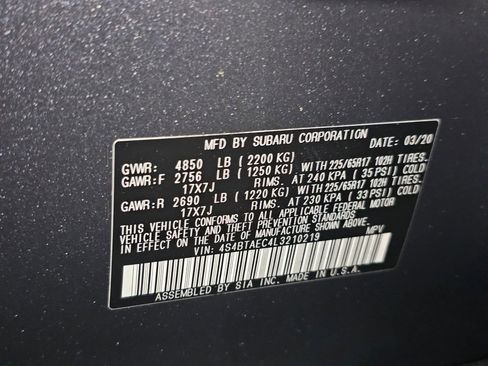 MFD BY SUBARU CORPORATION DATE: 03/20
GVWR: 4850 LB (2200 KG)
GAWR:F 2756 LB (1250 KG) WITH 225/65R17 102H TIRES.
17X7J RIMS. AT 240 KPA (35 PSI) COLD
GAWR:R 2690 LB (1220 KG) WITH 225/65R17 102H TIRES.
17X7J RIMS. AT 230 KPA (33 PSI) COLD
THIS VEHICLE CONFORMS TO ALL APPLICABLE FEDERAL MOTOR
VEHICLE SAFETY AND THEFT PREVENTION STANDARDS
IN EFFECT ON THE DATE OF MANUFACTURE SHOWN ABOVE.
VIN: 4S4BTAEC4L3210219 MPV
ASSEMBLED BY SIA INC. MADE IN U.S.A.